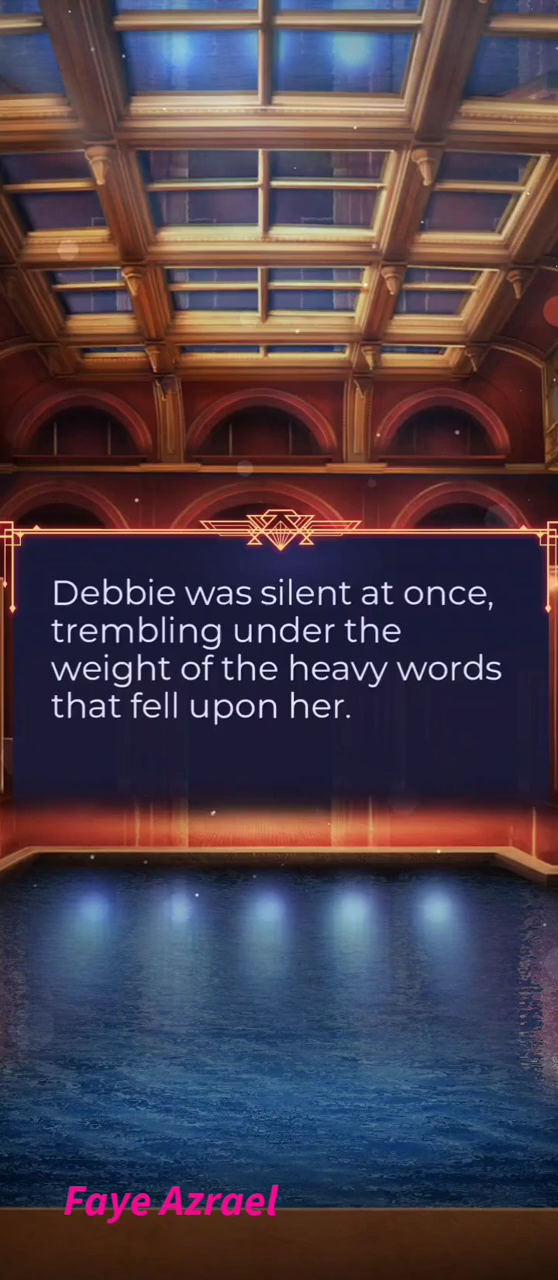 Debbie was silent at once,
trembling under the
weight of the heavy words
that fell upon her.
Faye Azrael